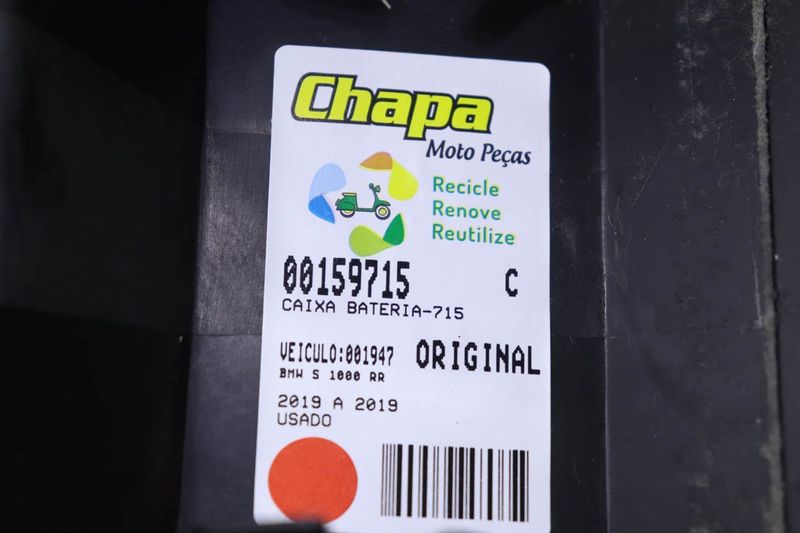 Chapa
Moto Peças
Recicle
Renove
Reutilize
00159715 C
CAIXA BATERIA-715
VEICULO:001947 ORIGINAL
BMW S 1000 RR
2019 A 2019
USADO